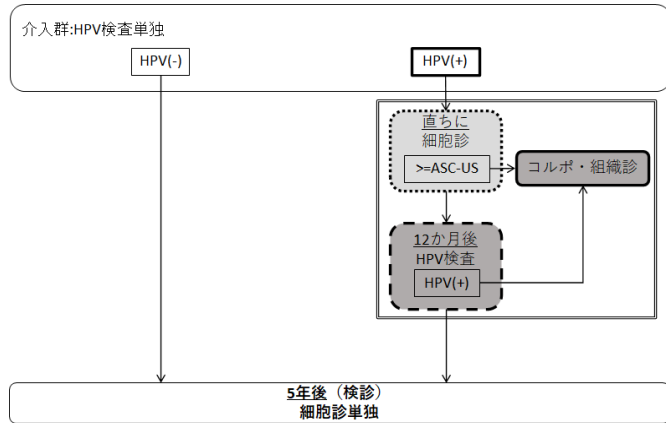 介入群:HPV検査単独
HPV(-)
HPV(+)
直ちに
細胞診
>=ASC-US
コルポ・組織診
12か月後
HPV検査
HPV(+)
5年後（検診）
細胞診単独